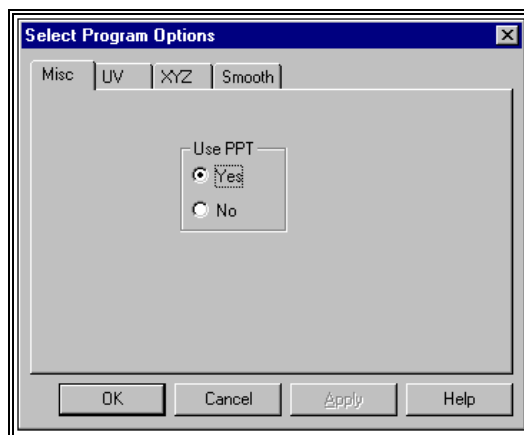 Select Program Options
Misc UV XYZ Smooth
Use PPT
Yes
No
OK Cancel Apply Help